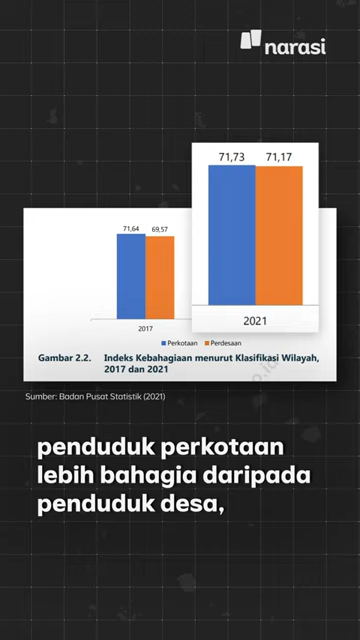 narasi
71,73 71,17
71,64 69,57
2017
2021
Perkotaan Perdesaan
Gambar 2.2. Indeks Kebahagiaan menurut Klasifikasi Wilayah,
2017 dan 2021
Sumber: Badan Pusat Statistik (2021)
penduduk perkotaan
lebih bahagia daripada
penduduk desa,